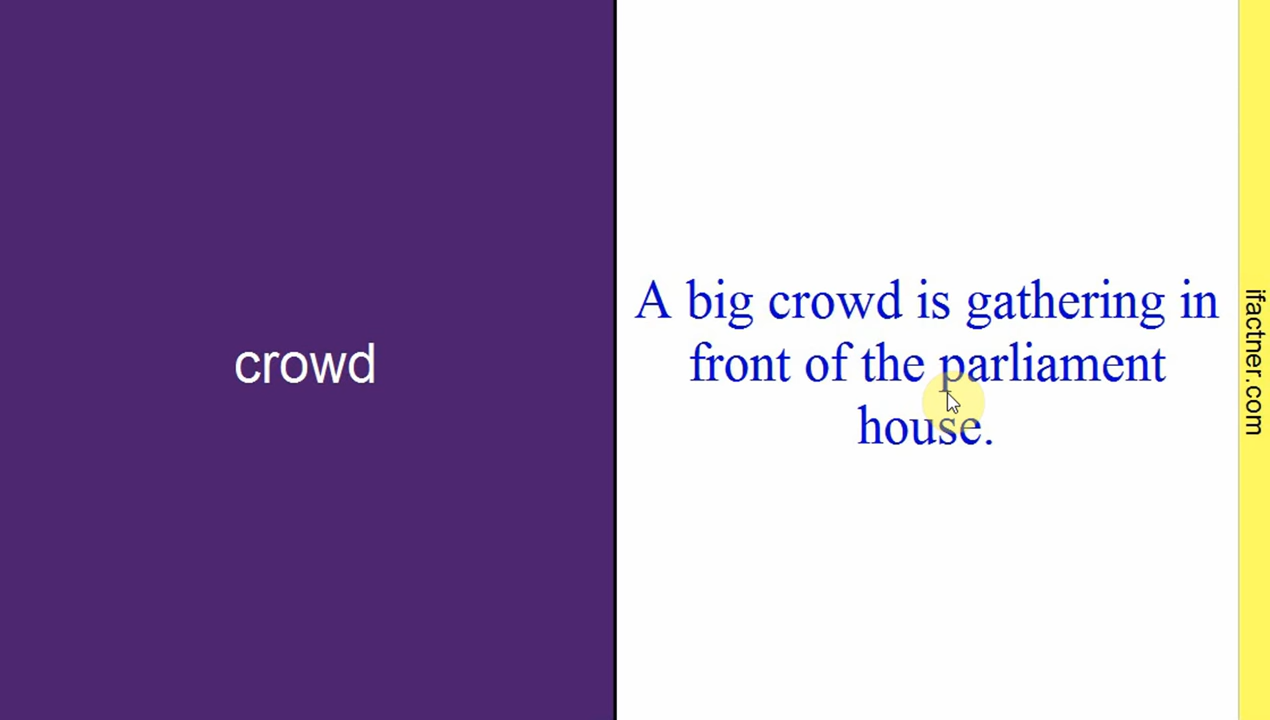 crowd
A big crowd is gathering in
front of the parliament
house.
ifactner.com